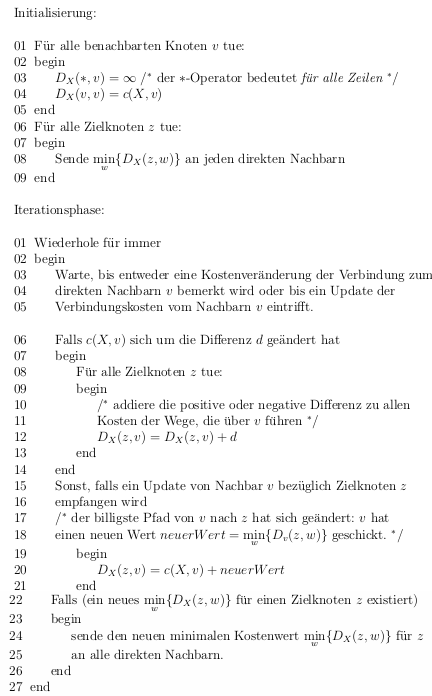 Initialisierung:
01 Für alle benachbarten Knoten v tue:
02 begin
03 D_X(∗, v) = ∞ /* der ∗-Operator bedeutet für alle Zeilen */
04 D_X(v, v) = c(X, v)
05 end
06 Für alle Zielknoten z tue:
07 begin
08 Sende min_w{D_X(z, w)} an jeden direkten Nachbarn
09 end
Iterationsphase:
01 Wiederhole für immer
02 begin
03 Warte, bis entweder eine Kostenveränderung der Verbindung zum
04 direkten Nachbarn v bemerkt wird oder bis ein Update der
05 Verbindungskosten vom Nachbarn v eintrifft.
06 Falls c(X, v) sich um die Differenz d geändert hat
07 begin
08 Für alle Zielknoten z tue:
09 begin
10 /* addiere die positive oder negative Differenz zu allen
11 Kosten der Wege, die über v führen */
12 D_X(z, v) = D_X(z, v) + d
13 end
14 end
15 Sonst, falls ein Update von Nachbar v bezüglich Zielknoten z
16 empfangen wird
17 /* der billigste Pfad von v nach z hat sich geändert: v hat
18 einen neuen Wert neuerWert = min_w{D_v(z, w)} geschickt. */
19 begin
20 D_X(z, v) = c(X, v) + neuerWert
21 end
22 Falls (ein neues min_w{D_X(z, w)} für einen Zielknoten z existiert)
23 begin
24 sende den neuen minimalen Kostenwert min_w{D_X(z, w)} für z
25 an alle direkten Nachbarn.
26 end
27 end